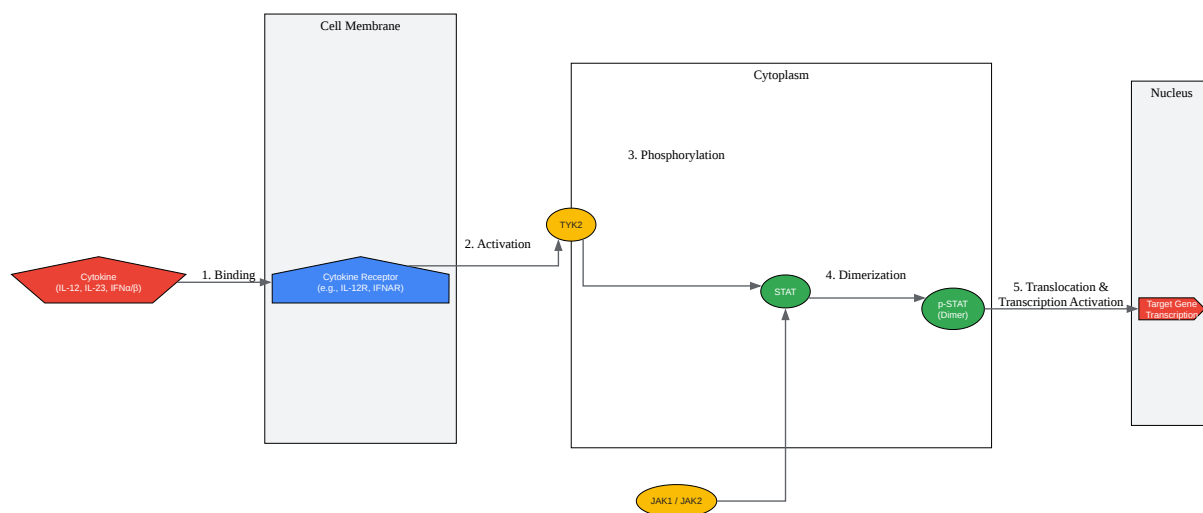 Cell Membrane
Cytoplasm
Nucleus
3. Phosphorylation
TYK2
2. Activation
Cytokine
(IL-12, IL-23, IFNα/β)
1. Binding
Cytokine Receptor
(e.g., IL-12R, IFNAR)
4. Dimerization
STAT
p-STAT
(Dimer)
5. Translocation &
Transcription Activation
Target Gene
Transcription
JAK1 / JAK2